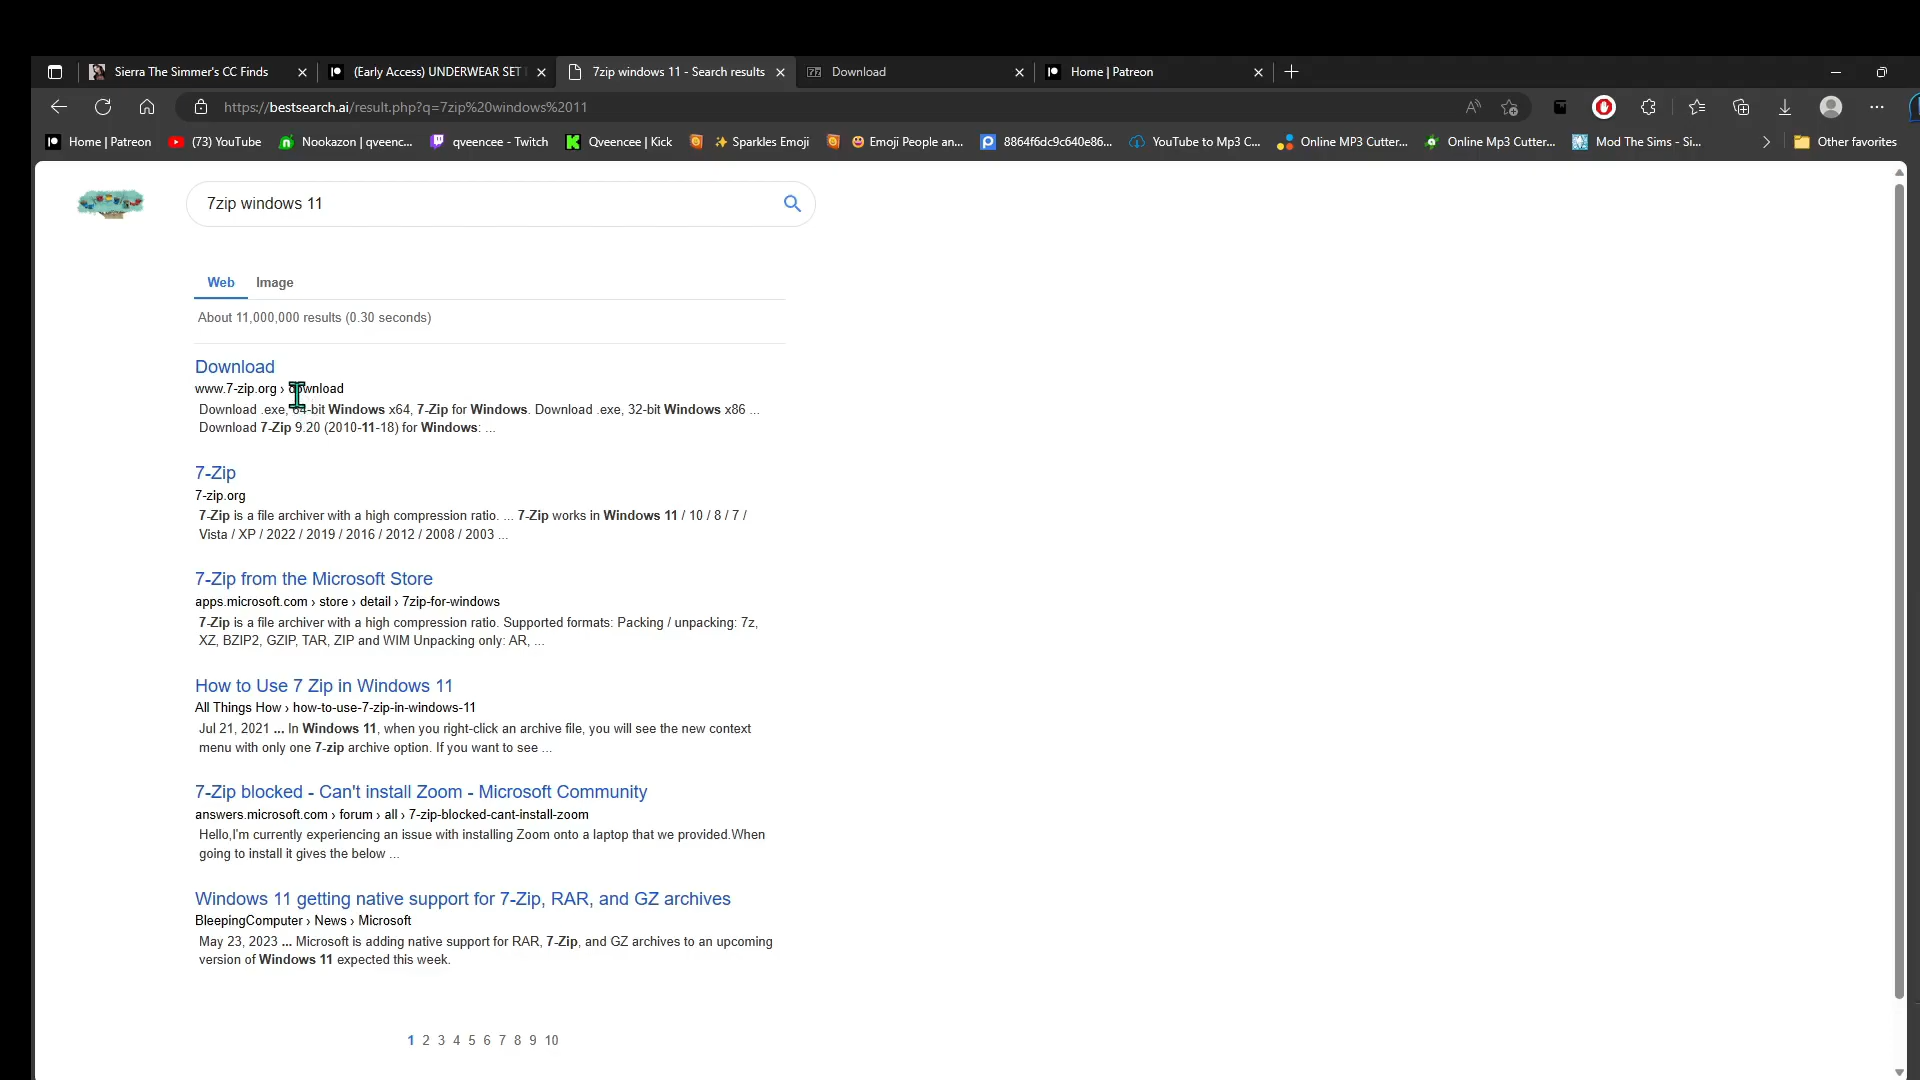 Sierra The Simmer's CC Finds
(Early Access) UNDERWEAR SET
7zip windows 11 - Search results
Download
Home | Patreon
https://bestsearch.ai/result.php?q=7zip%20windows%2011
Home | Patreon
(73) YouTube
Nookazon | qveenc...
qveencee - Twitch
Qveencee | Kick
✨ Sparkles Emoji
😃 Emoji People an...
8864f6dc9c640e86...
YouTube to Mp3 C...
Online MP3 Cutter...
Online Mp3 Cutter...
Mod The Sims - Si...
Other favorites
7zip windows 11
Web Image
About 11,000,000 results (0.30 seconds)
Download
www.7-zip.org › download
Download .exe, 64-bit Windows x64, 7-Zip for Windows. Download .exe, 32-bit Windows x86 ...
Download 7-Zip 9.20 (2010-11-18) for Windows: ...
7-Zip
7-zip.org
7-Zip is a file archiver with a high compression ratio. ... 7-Zip works in Windows 11 / 10 / 8 / 7 /
Vista / XP / 2022 / 2019 / 2016 / 2012 / 2008 / 2003 ...
7-Zip from the Microsoft Store
apps.microsoft.com › store › detail › 7zip-for-windows
7-Zip is a file archiver with a high compression ratio. Supported formats: Packing / unpacking: 7z,
XZ, BZIP2, GZIP, TAR, ZIP and WIM Unpacking only: AR, ...
How to Use 7 Zip in Windows 11
All Things How › how-to-use-7-zip-in-windows-11
Jul 21, 2021 ... In Windows 11, when you right-click an archive file, you will see the new context
menu with only one 7-zip archive option. If you want to see ...
7-Zip blocked - Can't install Zoom - Microsoft Community
answers.microsoft.com › forum › all › 7-zip-blocked-cant-install-zoom
Hello,I'm currently experiencing an issue with installing Zoom onto a laptop that we provided.When
going to install it gives the below ...
Windows 11 getting native support for 7-Zip, RAR, and GZ archives
BleepingComputer › News › Microsoft
May 23, 2023 ... Microsoft is adding native support for RAR, 7-Zip, and GZ archives to an upcoming
version of Windows 11 expected this week.
1 2 3 4 5 6 7 8 9 10